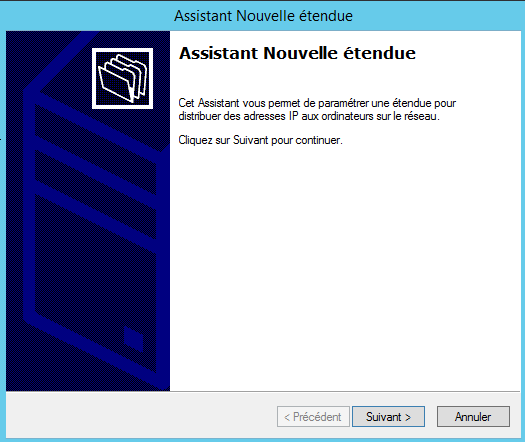 Assistant Nouvelle étendue
Assistant Nouvelle étendue
Cet Assistant vous permet de paramétrer une étendue pour
distribuer des adresses IP aux ordinateurs sur le réseau.
Cliquez sur Suivant pour continuer.
< Précédent
Suivant >
Annuler